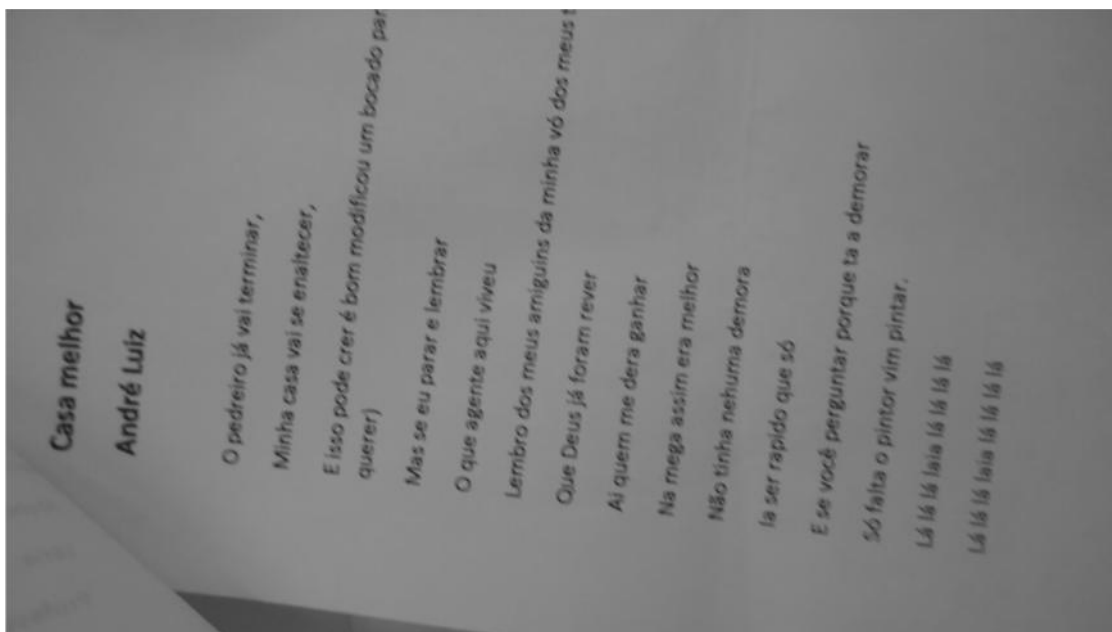 Casa melhor
André Luiz
O pedreiro já vai terminar,
Minha casa vai se enaltecer,
E isso pode crer é bom modificou um bocado
querer)
Mas se eu parar e lembrar
O que agente aqui viveu
Lembro dos meus amiguins da minha vó dos meus
Que Deus já foram rever
Ai quem me dera ganhar
Na mega assim era melhor
Não tinha nehuma demora
Ia ser rapido que só
E se você perguntar porque ta a demorar
Só falta o pintor vim pintar.
Lá lá lá laia lá lá lá lá
Lá lá lá laia lá lá lá lá